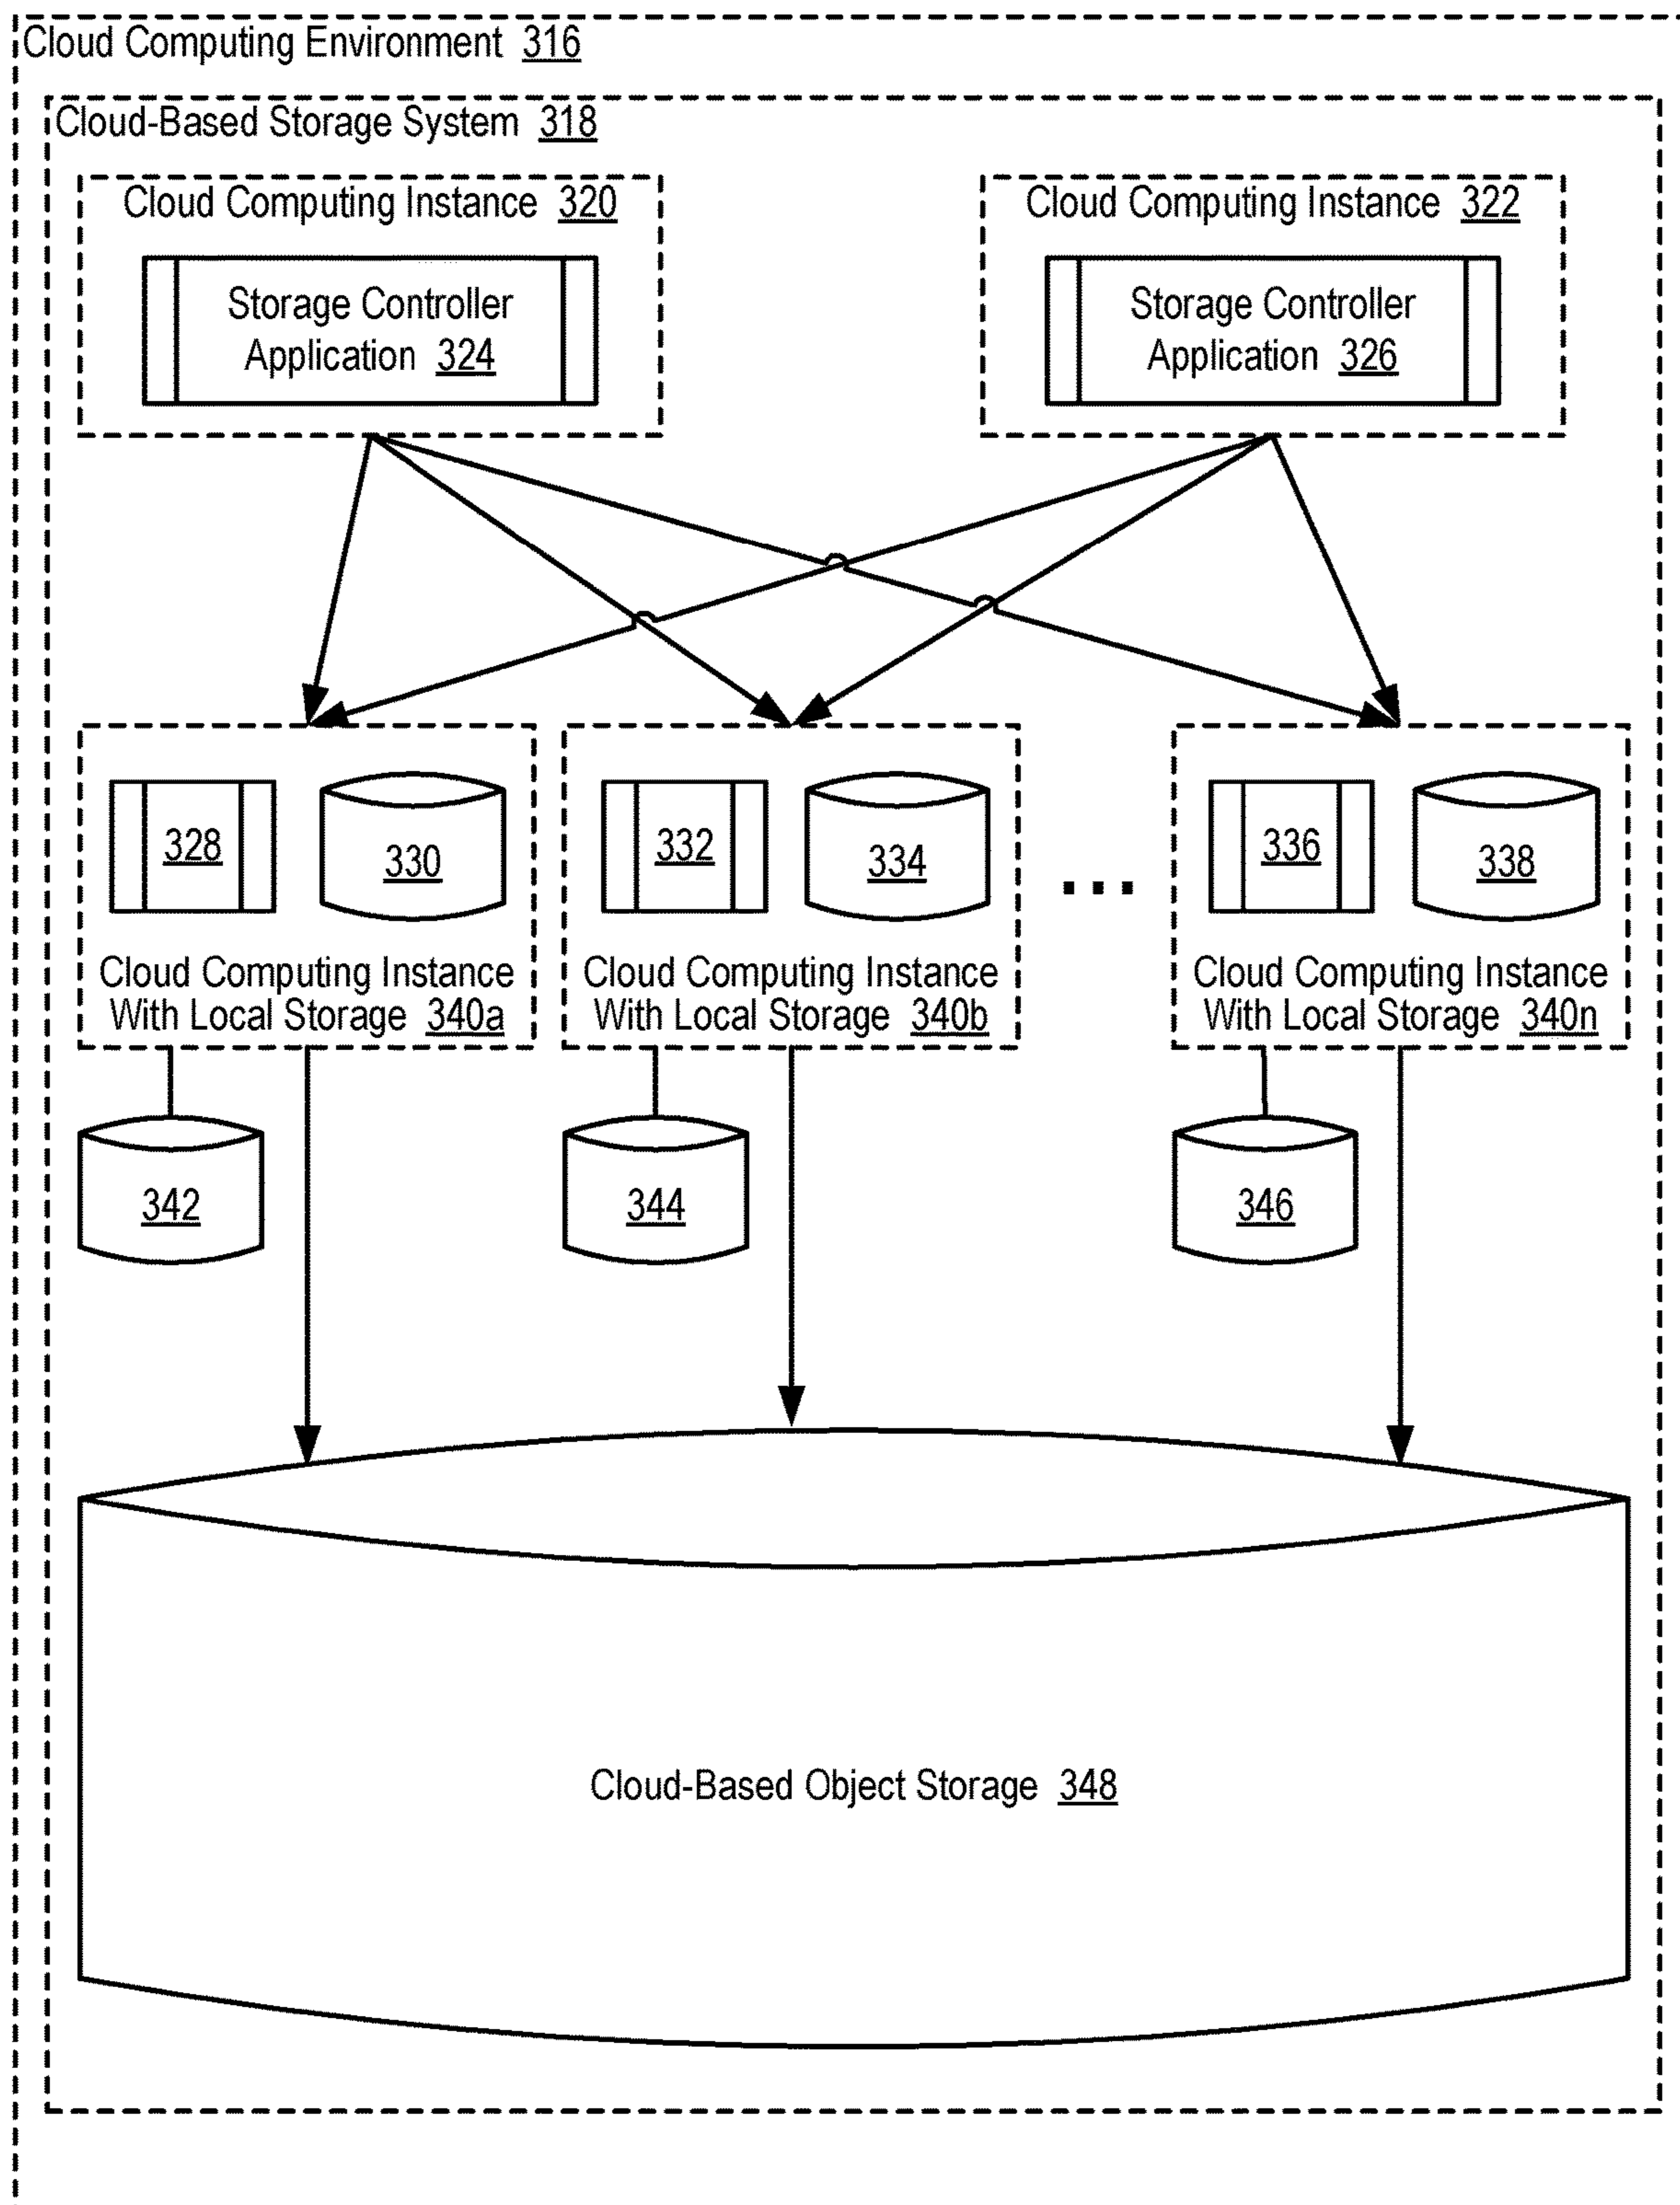 Cloud Computing Environment 316
Cloud-Based Storage System 318
Cloud Computing Instance 320
Storage Controller
Application 324
Cloud Computing Instance 322
Storage Controller
Application 326
328
330
Cloud Computing Instance
With Local Storage 340a
332
334
Cloud Computing Instance
With Local Storage 340b
...
336
338
Cloud Computing Instance
With Local Storage 340n
342
344
346
Cloud-Based Object Storage 348